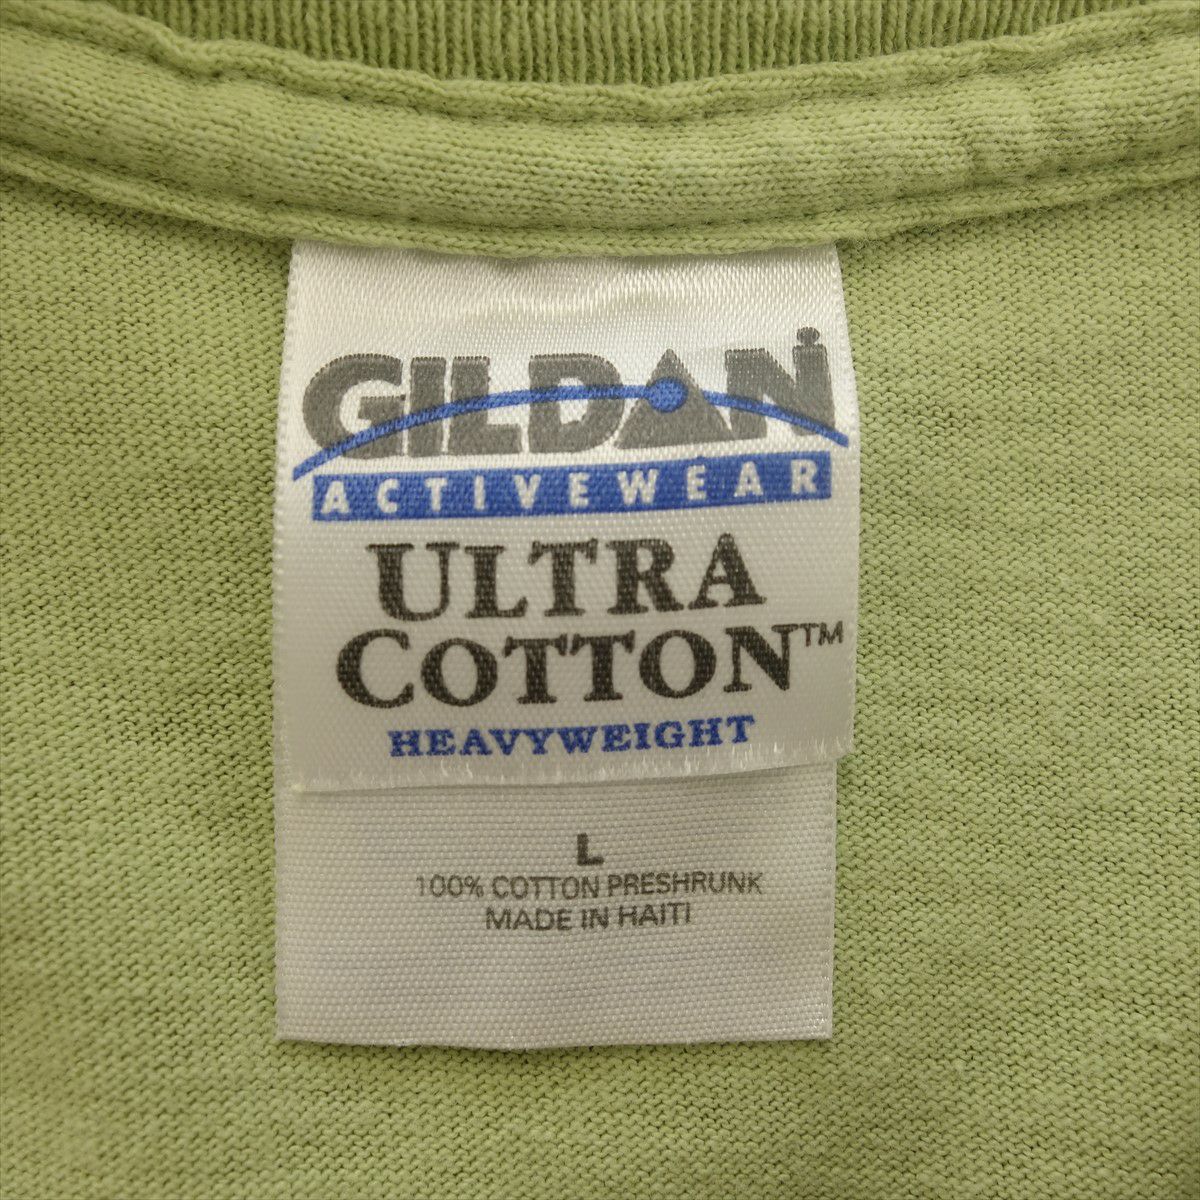 GILDAN
ACTIVEWEAR
ULTRA
COTTON™
HEAVYWEIGHT
L
100% COTTON PRESHRUNK
MADE IN HAITI